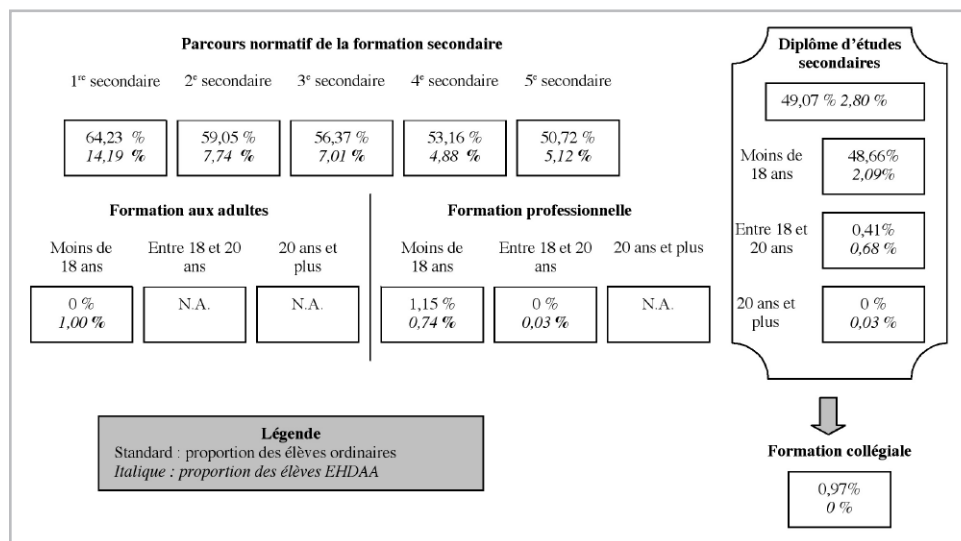 Parcours normatif de la formation secondaire
1re secondaire 2e secondaire 3e secondaire 4e secondaire 5e secondaire
64,23 % 59,05 % 56,37 % 53,16 % 50,72 %
14,19 % 7,74 % 7,01 % 4,88 % 5,12 %
Formation aux adultes
Moins de 18 ans
Entre 18 et 20 ans
20 ans et plus
0 % N.A. N.A.
1,00 %
Formation professionnelle
Moins de 18 ans
Entre 18 et 20 ans
20 ans et plus
1,15 % 0 % N.A.
0,74 % 0,03 %
Diplôme d'études
secondaires
49,07 % 2,80 %
Moins de
18 ans
48,66%
2,09%
Entre 18 et
20 ans
0,41%
0,68 %
20 ans et
plus
0 %
0,03 %
Légende
Standard : proportion des élèves ordinaires
Italique : proportion des élèves EHDAA
Formation collégiale
0,97%
0 %